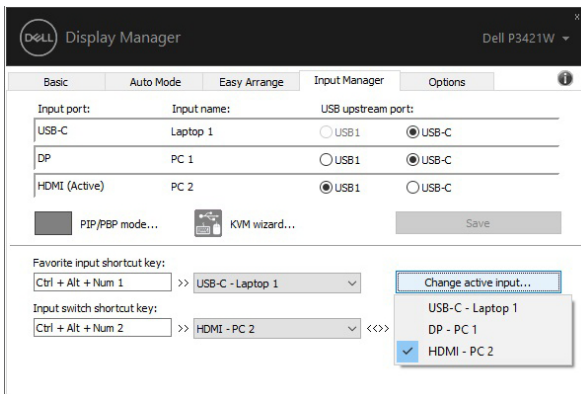 DELL Display Manager Dell P3421W
Basic Auto Mode Easy Arrange Input Manager Options i
Input port: Input name: USB upstream port:
USB-C Laptop 1 USB1 USB-C
DP PC 1 USB1 USB-C
HDMI (Active) PC 2 USB1 USB-C
PIP/PBP mode... KVM wizard... Save
Favorite input shortcut key:
Ctrl + Alt + Num 1 >> USB-C - Laptop 1 Change active input...
Input switch shortcut key:
Ctrl + Alt + Num 2 >> HDMI - PC 2 <<>>
USB-C - Laptop 1
DP - PC 1
HDMI - PC 2